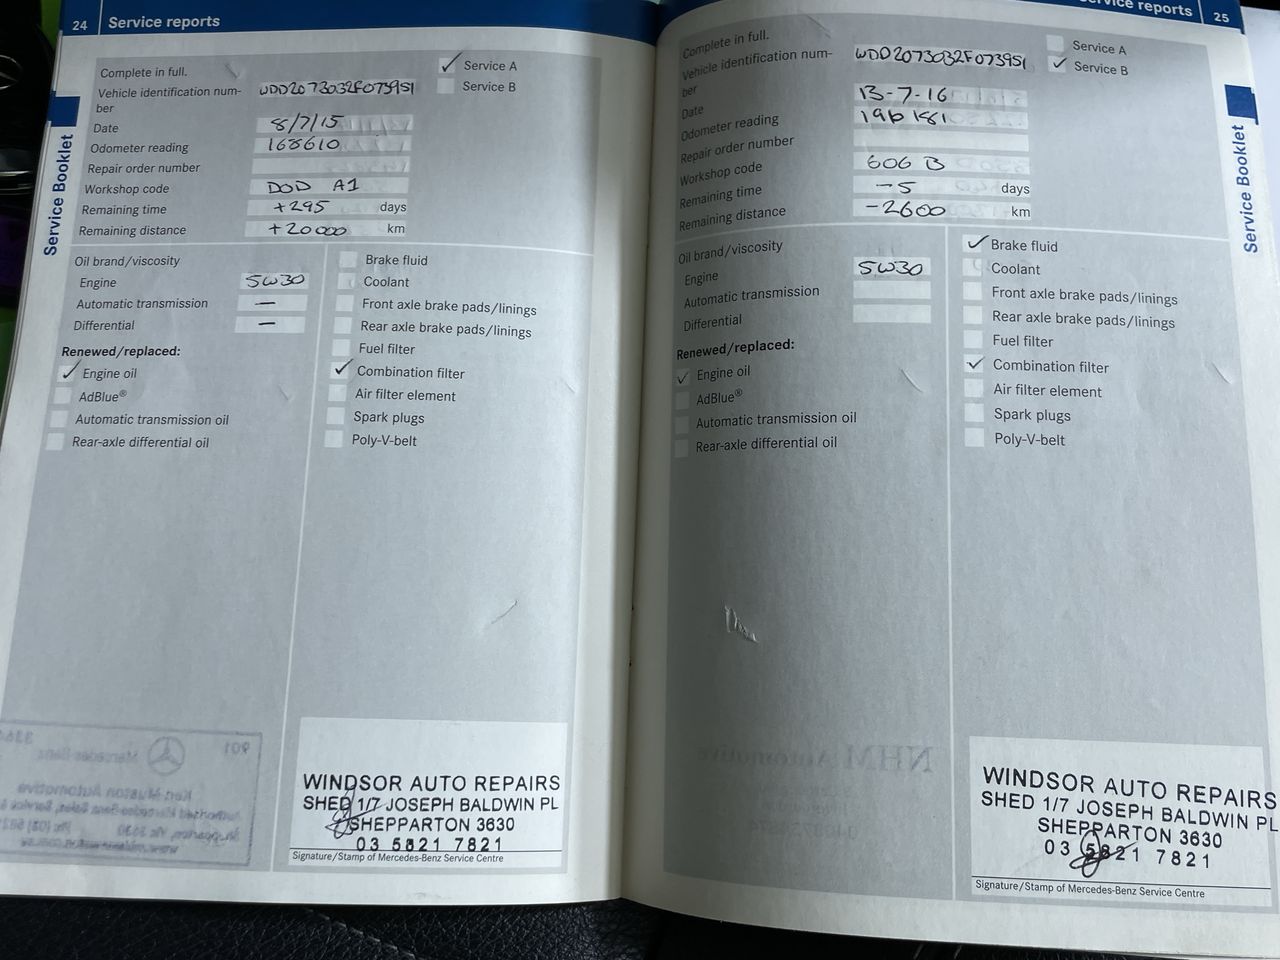 24 Service reports
Complete in full.
✓ Service A
Service B
Vehicle identification num-
ber
WDD2073032F073951
Date 8/7/15
Odometer reading 168610
Repair order number
Workshop code DOD A1
Remaining time +295 days
Remaining distance +20000 km
Oil brand/viscosity
Engine 5W30
Automatic transmission —
Differential —
Renewed/replaced:
✓ Engine oil
AdBlue®
Automatic transmission oil
Rear-axle differential oil
Brake fluid
Coolant
Front axle brake pads/linings
Rear axle brake pads/linings
Fuel filter
✓ Combination filter
Air filter element
Spark plugs
Poly-V-belt
WINDSOR AUTO REPAIRS
SHED 1/7 JOSEPH BALDWIN PL
SHEPPARTON 3630
03 5821 7821
Signature/Stamp of Mercedes-Benz Service Centre
Service Booklet
Service reports 25
Complete in full.
Service A
✓ Service B
Vehicle identification num-
ber
WDD2073032F073951
Date 13-7-16
Odometer reading 196181
Repair order number
Workshop code 606 B
Remaining time -5 days
Remaining distance -2600 km
Oil brand/viscosity
Engine 5W30
Automatic transmission
Differential
Renewed/replaced:
✓ Engine oil
AdBlue®
Automatic transmission oil
Rear-axle differential oil
✓ Brake fluid
Coolant
Front axle brake pads/linings
Rear axle brake pads/linings
Fuel filter
✓ Combination filter
Air filter element
Spark plugs
Poly-V-belt
NHM Automotive
WINDSOR AUTO REPAIRS
SHED 1/7 JOSEPH BALDWIN PL
SHEPPARTON 3630
03 5821 7821
Signature/Stamp of Mercedes-Benz Service Centre
Service Booklet